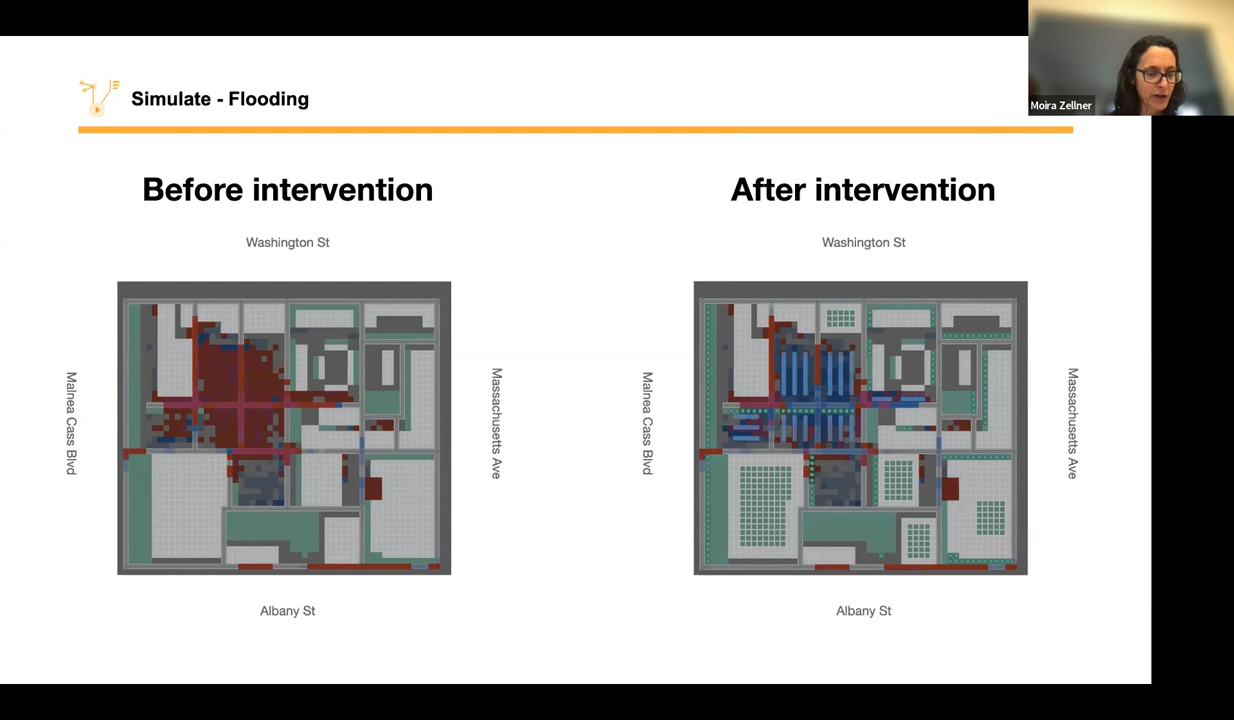 Moira Zellner
Simulate - Flooding
Before intervention
After intervention
Washington St
Washington St
Malnea Cass Blvd
Massachusetts Ave
Malnea Cass Blvd
Massachusetts Ave
Albany St
Albany St